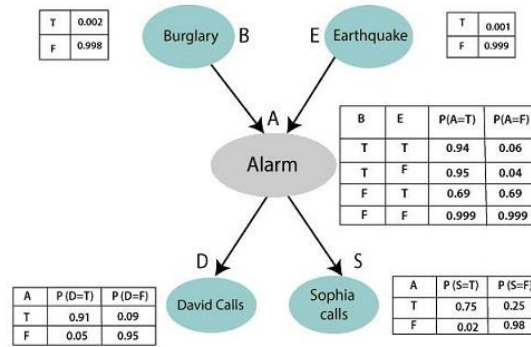 T 0.002
F 0.998
Burglary B
E Earthquake
T 0.001
F 0.999
A
Alarm
B E P(A=T) P(A=F)
T T 0.94 0.06
T F 0.95 0.04
F T 0.69 0.69
F F 0.999 0.999
D
S
David Calls
Sophia
calls
A P (D=T) P (D=F)
T 0.91 0.09
F 0.05 0.95
A P (S=T) P (S=F)
T 0.75 0.25
F 0.02 0.98